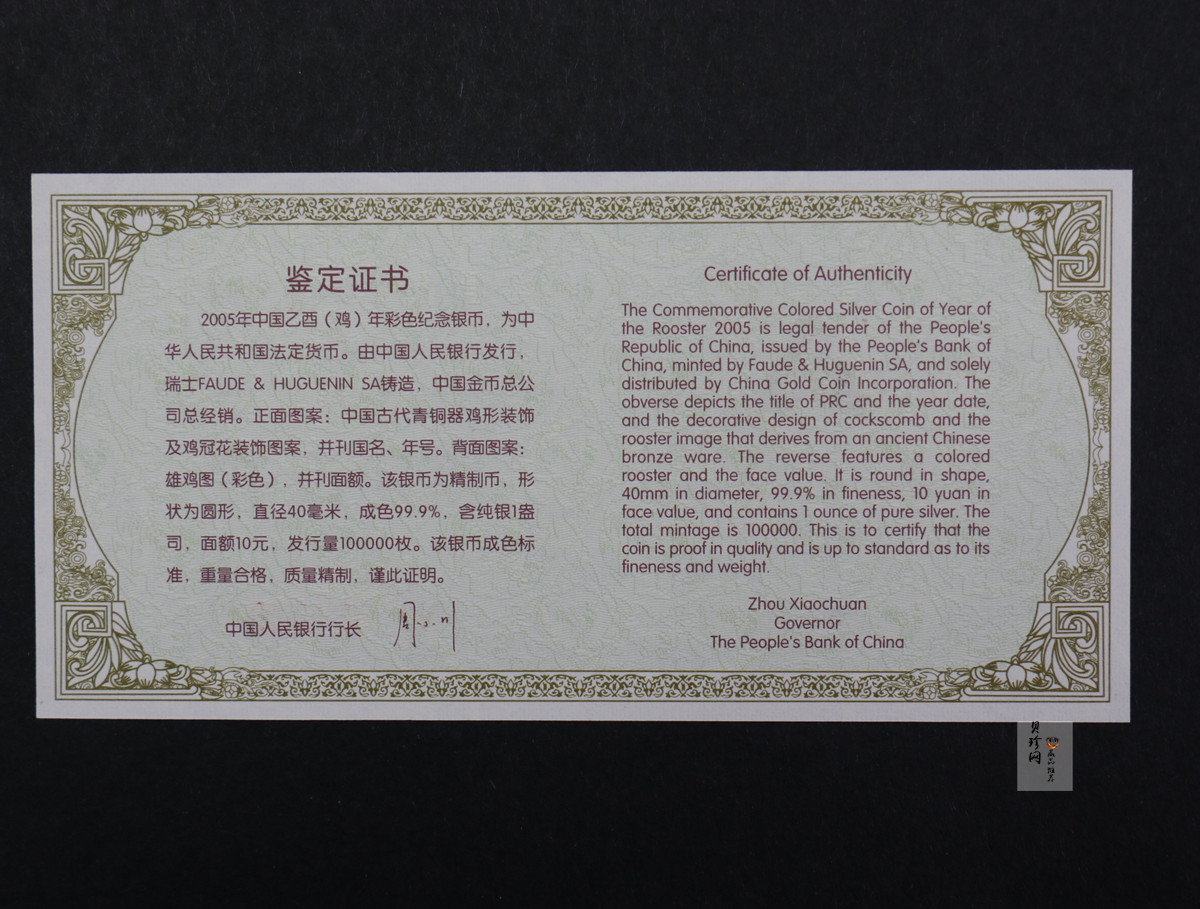 鉴定证书
2005年中国乙酉（鸡）年彩色纪念银币，为中
华人民共和国法定货币。由中国人民银行发行，
瑞士FAUDE & HUGUENIN SA铸造，中国金币总公
司总经销。正面图案：中国古代青铜器鸡形装饰
及鸡冠花装饰图案，并刊国名、年号。背面图案：
雄鸡图（彩色），并刊面额。该银币为精制币，形
状为圆形，直径40毫米，成色99.9%，含纯银1盎
司，面额10元，发行量100000枚。该银币成色标
准，重量合格，质量精制，谨此证明。
中国人民银行行长 周小川
Certificate of Authenticity
The Commemorative Colored Silver Coin of Year of
the Rooster 2005 is legal tender of the People's
Republic of China, issued by the People's Bank of
China, minted by Faude & Huguenin SA, and solely
distributed by China Gold Coin Incorporation. The
obverse depicts the title of PRC and the year date,
and the decorative design of cockscomb and the
rooster image that derives from an ancient Chinese
bronze ware. The reverse features a colored
rooster and the face value. It is round in shape,
40mm in diameter, 99.9% in fineness, 10 yuan in
face value, and contains 1 ounce of pure silver. The
total mintage is 100000. This is to certify that the
coin is proof in quality and is up to standard as to its
fineness and weight.
Zhou Xiaochuan
Governor
The People's Bank of China
贝珍网